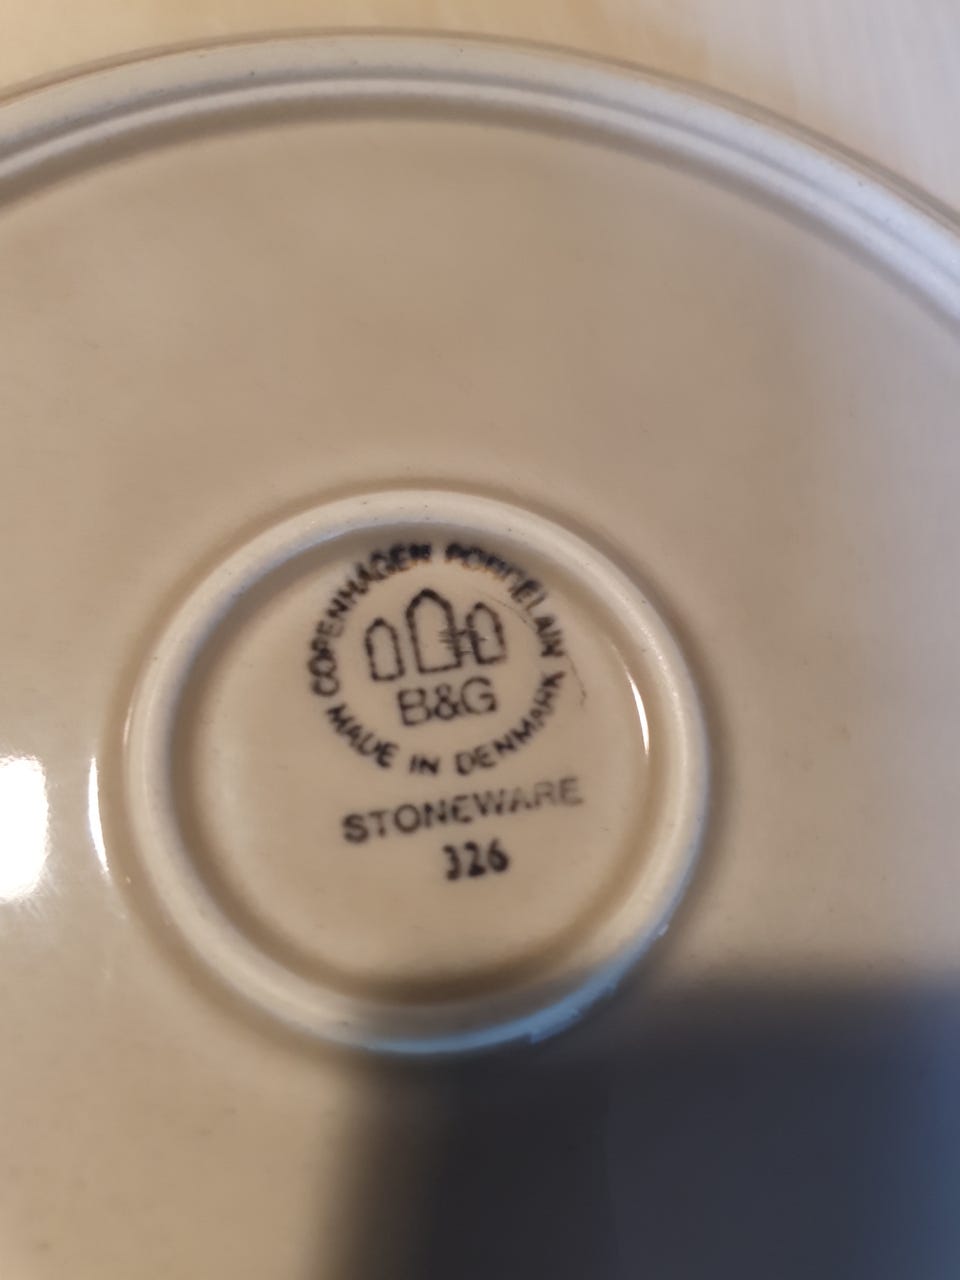 COPENHAGEN PORCELAIN
B&G
MADE IN DENMARK
STONEWARE
326